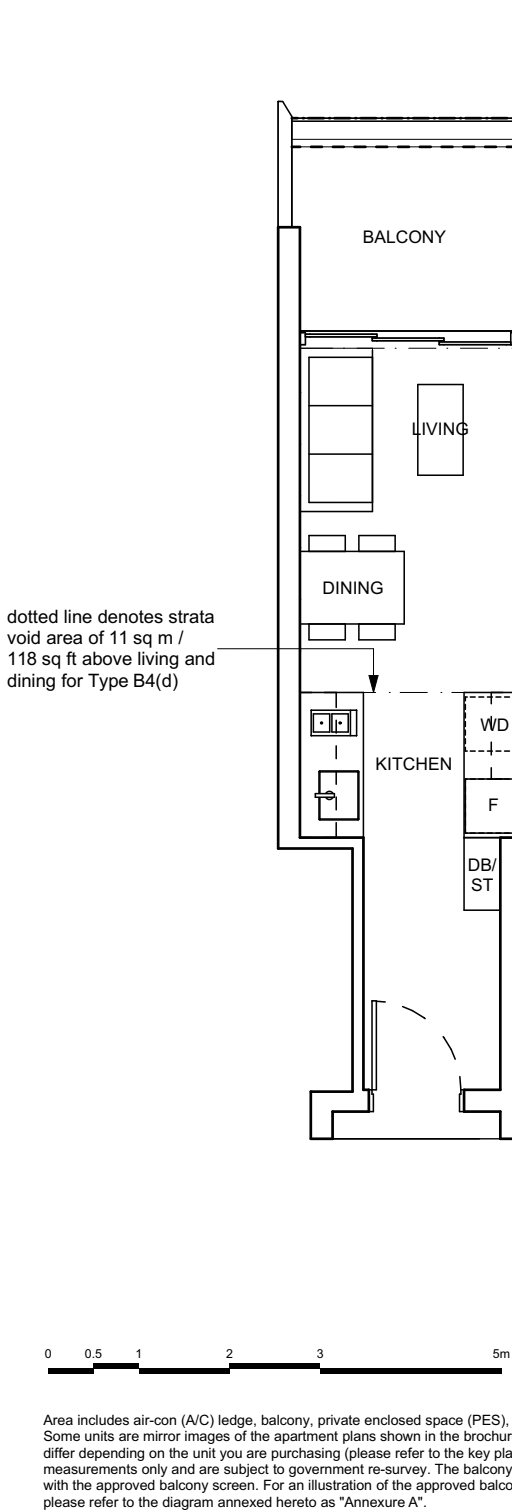 BALCONY
LIVING
DINING
dotted line denotes strata
void area of 11 sq m /
118 sq ft above living and
dining for Type B4(d)
WD
KITCHEN
F
DB/
ST
0 0.5 1 2 3 5m
Area includes air-con (A/C) ledge, balcony, private enclosed space (PES),
Some units are mirror images of the apartment plans shown in the brochur
differ depending on the unit you are purchasing (please refer to the key pla
measurements only and are subject to government re-survey. The balcony
with the approved balcony screen. For an illustration of the approved balco
please refer to the diagram annexed hereto as "Annexure A".